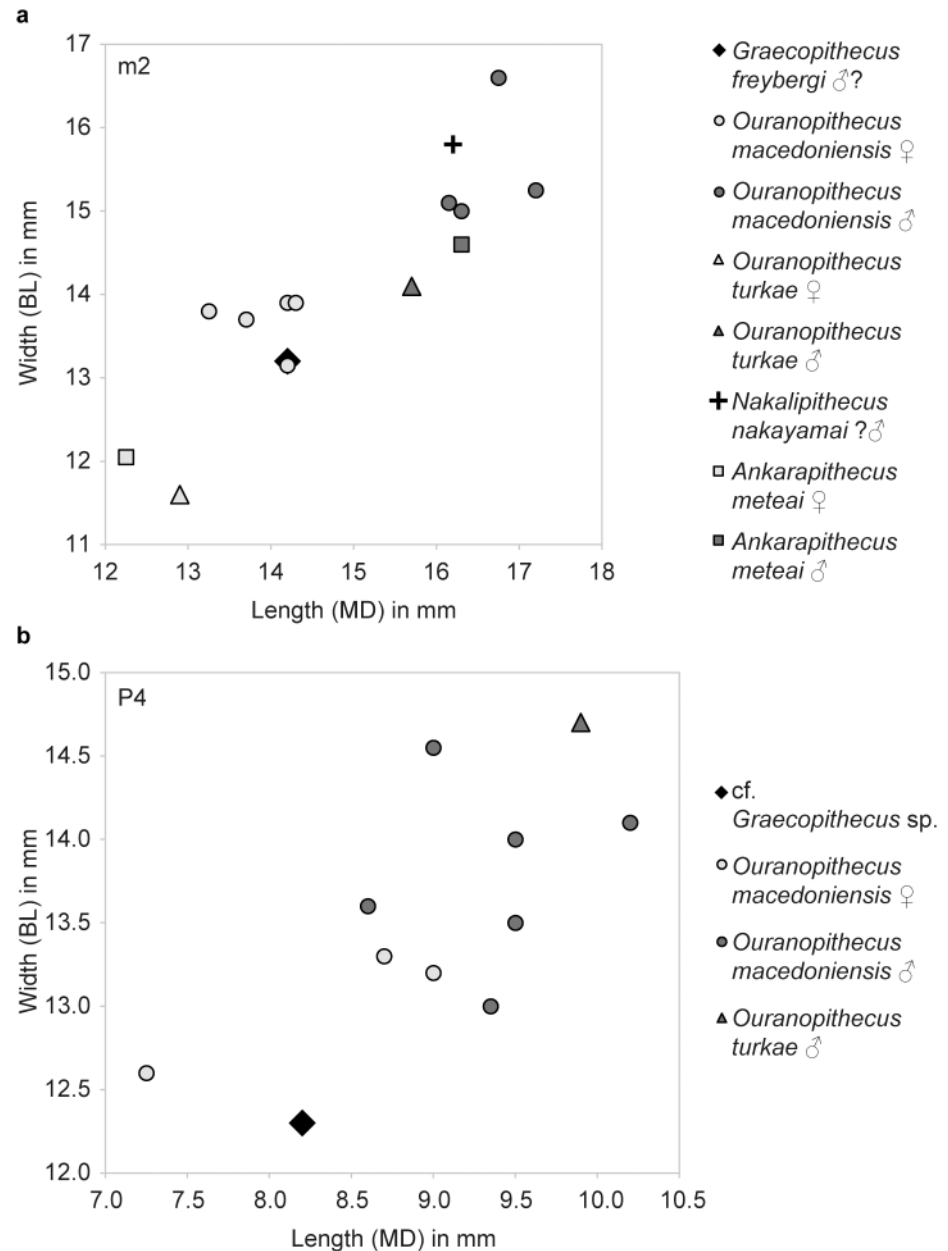 a
m2
17
16
15
14
13
12
11
12 13 14 15 16 17 18
Width (BL) in mm
Length (MD) in mm
Graecopithecus
freybergi ♂?
Ouranopithecus
macedoniensis ♀
Ouranopithecus
macedoniensis ♂
Ouranopithecus
turkae ♀
Ouranopithecus
turkae ♂
Nakalipithecus
nakayamai ?♂
Ankarapithecus
meteai ♀
Ankarapithecus
meteai ♂
b
P4
15.0
14.5
14.0
13.5
13.0
12.5
12.0
7.0 7.5 8.0 8.5 9.0 9.5 10.0 10.5
Width (BL) in mm
Length (MD) in mm
cf.
Graecopithecus sp.
Ouranopithecus
macedoniensis ♀
Ouranopithecus
macedoniensis ♂
Ouranopithecus
turkae ♂